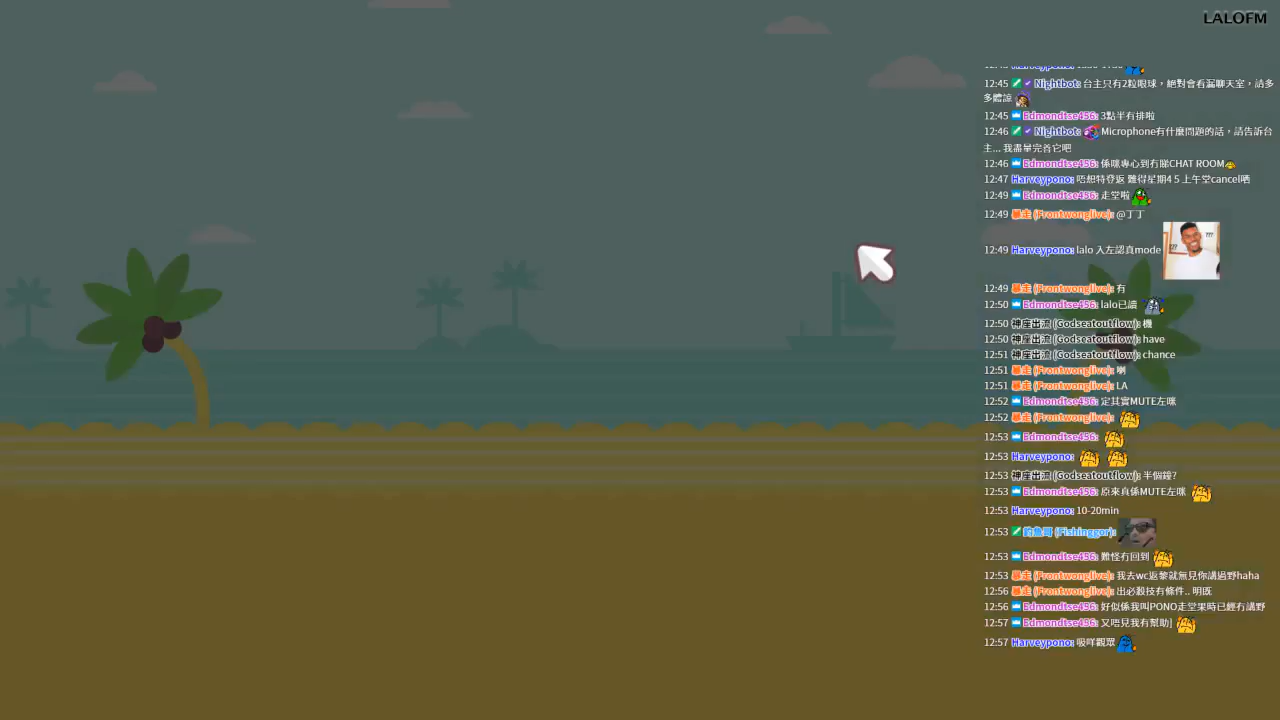 LALOFM
12:45 Nightbot: 台主只有2粒眼球，絕對會看漏聊天室，請多
多體諒
12:45 Edmondtse456: 3點半有排啦
12:46 Nightbot: Microphone有什麼問題的話，請告訴台
主... 我盡量完善它吧
12:46 Edmondtse456: 係咪專心到冇睇CHAT ROOM
12:47 Harveypono: 唔想特登返 難得星期4 5 上午堂cancel哂
12:49 Edmondtse456: 走堂啦
12:49 暴走 (Frontwonglive): @丁丁
12:49 Harveypono: lalo 入左認真mode
12:49 暴走 (Frontwonglive): 冇
12:50 Edmondtse456: lalo已讀
12:50 神座出流 (Godseatoutflow): 機
12:50 神座出流 (Godseatoutflow): have
12:51 神座出流 (Godseatoutflow): chance
12:51 暴走 (Frontwonglive): 喇
12:51 暴走 (Frontwonglive): LA
12:52 Edmondtse456: 定其實MUTE左咪
12:52 暴走 (Frontwonglive):
12:53 Edmondtse456:
12:53 Harveypono:
12:53 神座出流 (Godseatoutflow): 半個鐘?
12:53 Edmondtse456: 原來真係MUTE左咪
12:53 Harveypono: 10-20min
12:53 釣魚哥 (Fishinggor):
12:53 Edmondtse456: 難怪冇回到
12:53 暴走 (Frontwonglive): 我去wc返黎就無見你講過野haha
12:56 暴走 (Frontwonglive): 出必殺技有條件.. 明既
12:56 Edmondtse456: 好似係我叫PONO走堂果時已經冇講野
12:57 Edmondtse456: 又唔見我有幫助]
12:57 Harveypono: 吸咩觀眾